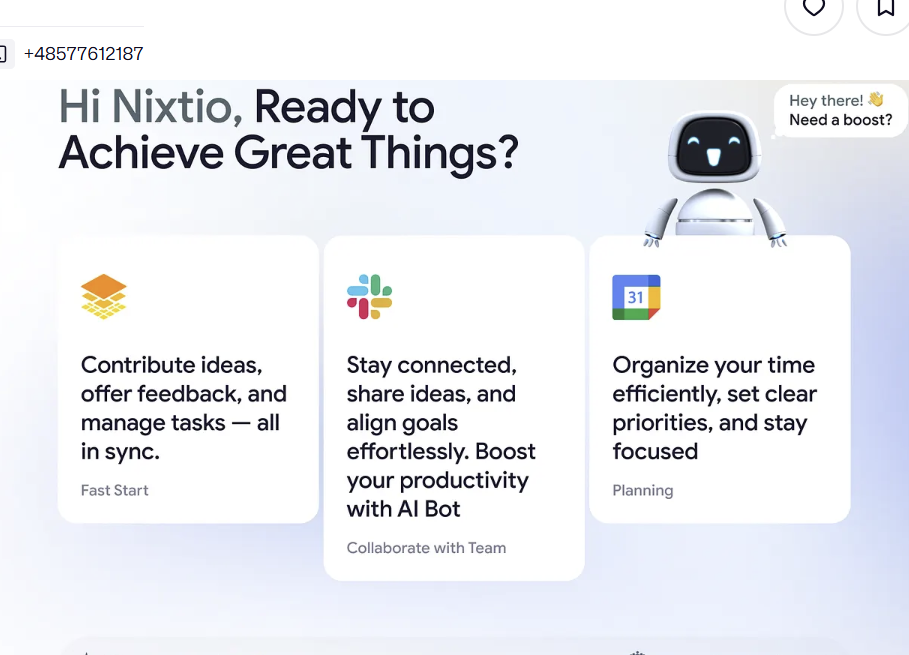 +48577612187
Hi Nixtio, Ready to
Achieve Great Things?
Hey there! 👋
Need a boost?
Contribute ideas,
offer feedback, and
manage tasks — all
in sync.
Fast Start
Stay connected,
share ideas, and
align goals
effortlessly. Boost
your productivity
with AI Bot
Collaborate with Team
31
Organize your time
efficiently, set clear
priorities, and stay
focused
Planning